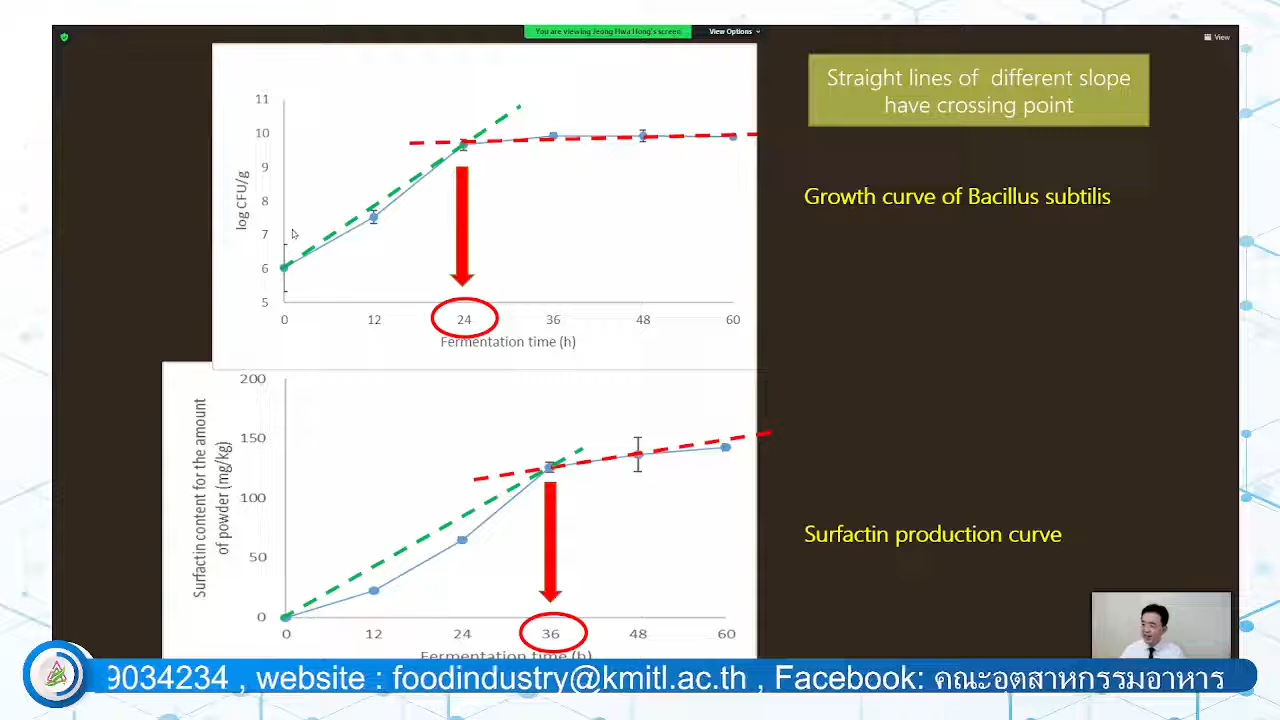 You are viewing Jeong Hwa Hong's screen
View Options
View
Straight lines of different slope
have crossing point
11
10
9
8
7
6
5
log CFU/g
0 12 24 36 48 60
Fermentation time (h)
Growth curve of Bacillus subtilis
200
150
100
50
0
Surfactin content for the amount
of powder (mg/kg)
0 12 24 36 48 60
Fermentation time (h)
Surfactin production curve
9034234 , website : foodindustry@kmitl.ac.th , Facebook: คณะอุตสาหกรรมอาหาร